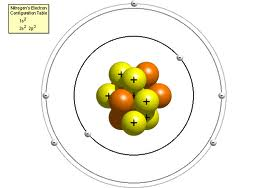 Nitrogen's Electron
Configuration Table
1s²
2s² 2p³
+
+
+
+
+
+